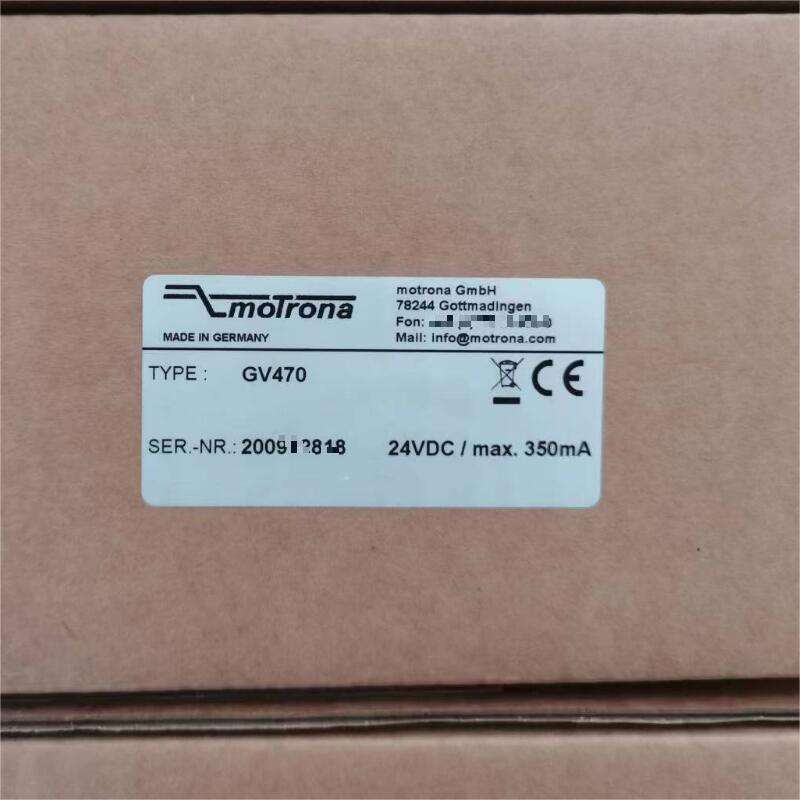 motrona
MADE IN GERMANY
motrona GmbH
78244 Gottmadingen
Fon:
Mail: info@motrona.com
TYPE : GV470
CE
SER.-NR.:
24VDC / max. 350mA